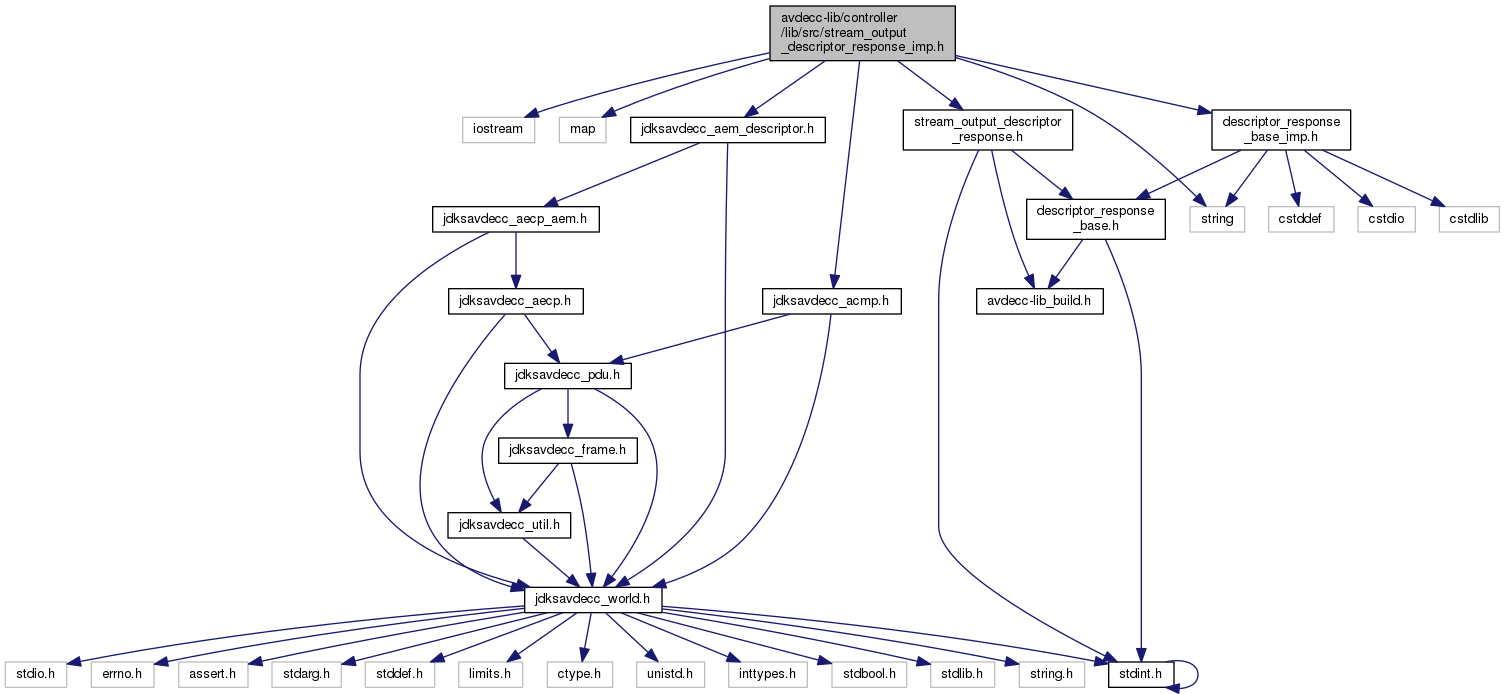 avdecc-lib/controller
/lib/src/stream_output
_descriptor_response_imp.h
iostream
map
jdksavdecc_aem_descriptor.h
stream_output_descriptor
_response.h
descriptor_response
_base_imp.h
jdksavdecc_aecp_aem.h
descriptor_response
_base.h
string
cstddef
cstdio
cstdlib
jdksavdecc_aecp.h
jdksavdecc_acmp.h
avdecc-lib_build.h
jdksavdecc_pdu.h
jdksavdecc_frame.h
jdksavdecc_util.h
jdksavdecc_world.h
stdio.h
errno.h
assert.h
stdarg.h
stddef.h
limits.h
ctype.h
unistd.h
inttypes.h
stdbool.h
stdlib.h
string.h
stdint.h